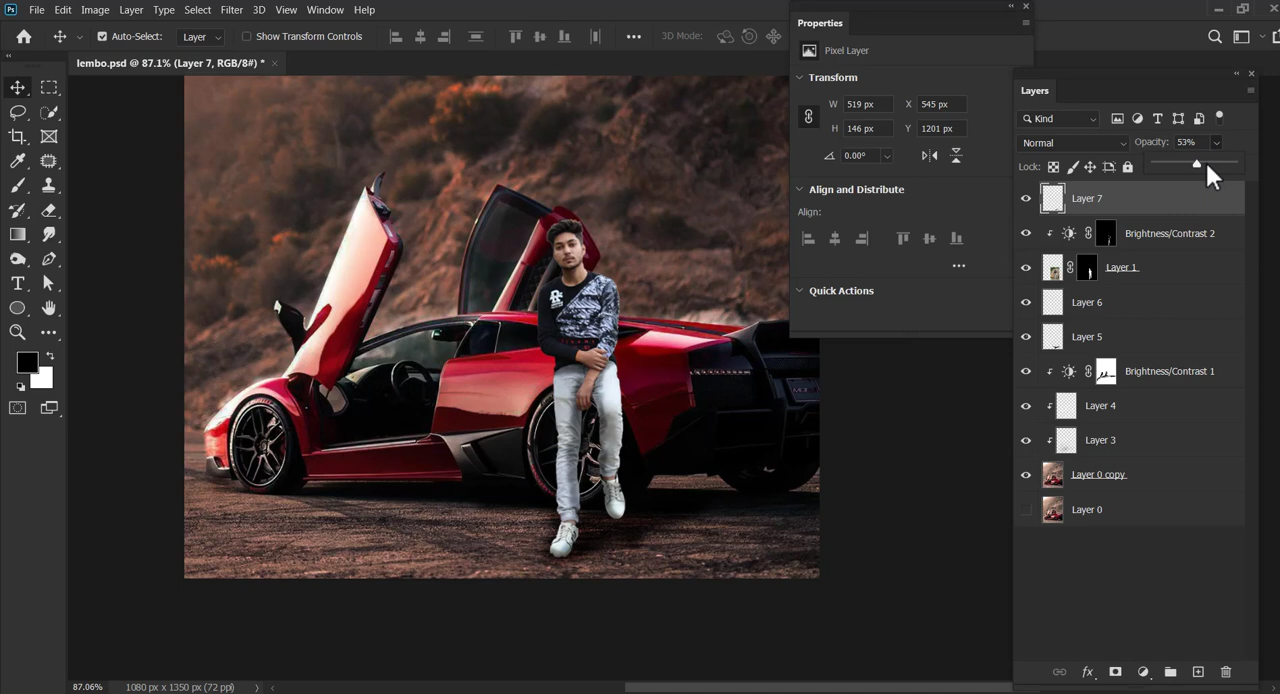 Ps File Edit Image Layer Type Select Filter 3D View Window Help
Auto-Select: Layer Show Transform Controls 3D Mode:
lembo.psd @ 87.1% (Layer 7, RGB/8#) *
Properties
Pixel Layer
Transform
W 519 px X 545 px
H 146 px Y 1201 px
0.00°
Align and Distribute
Align:
Quick Actions
Layers
Kind
Normal Opacity: 53%
Lock:
Layer 7
Brightness/Contrast 2
Layer 1
Layer 6
Layer 5
Brightness/Contrast 1
Layer 4
Layer 3
Layer 0 copy
Layer 0
fx
87.06% 1080 px x 1350 px (72 ppi)